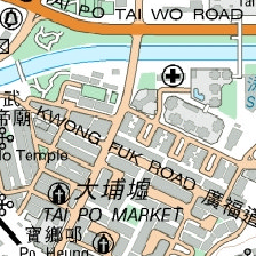 TAI PO TAI WO ROAD
武
帝廟
KWONG FUK ROAD
Temple
廣福道
大埔墟
TAI PO MARKET
寶鄉邨
Po Heung